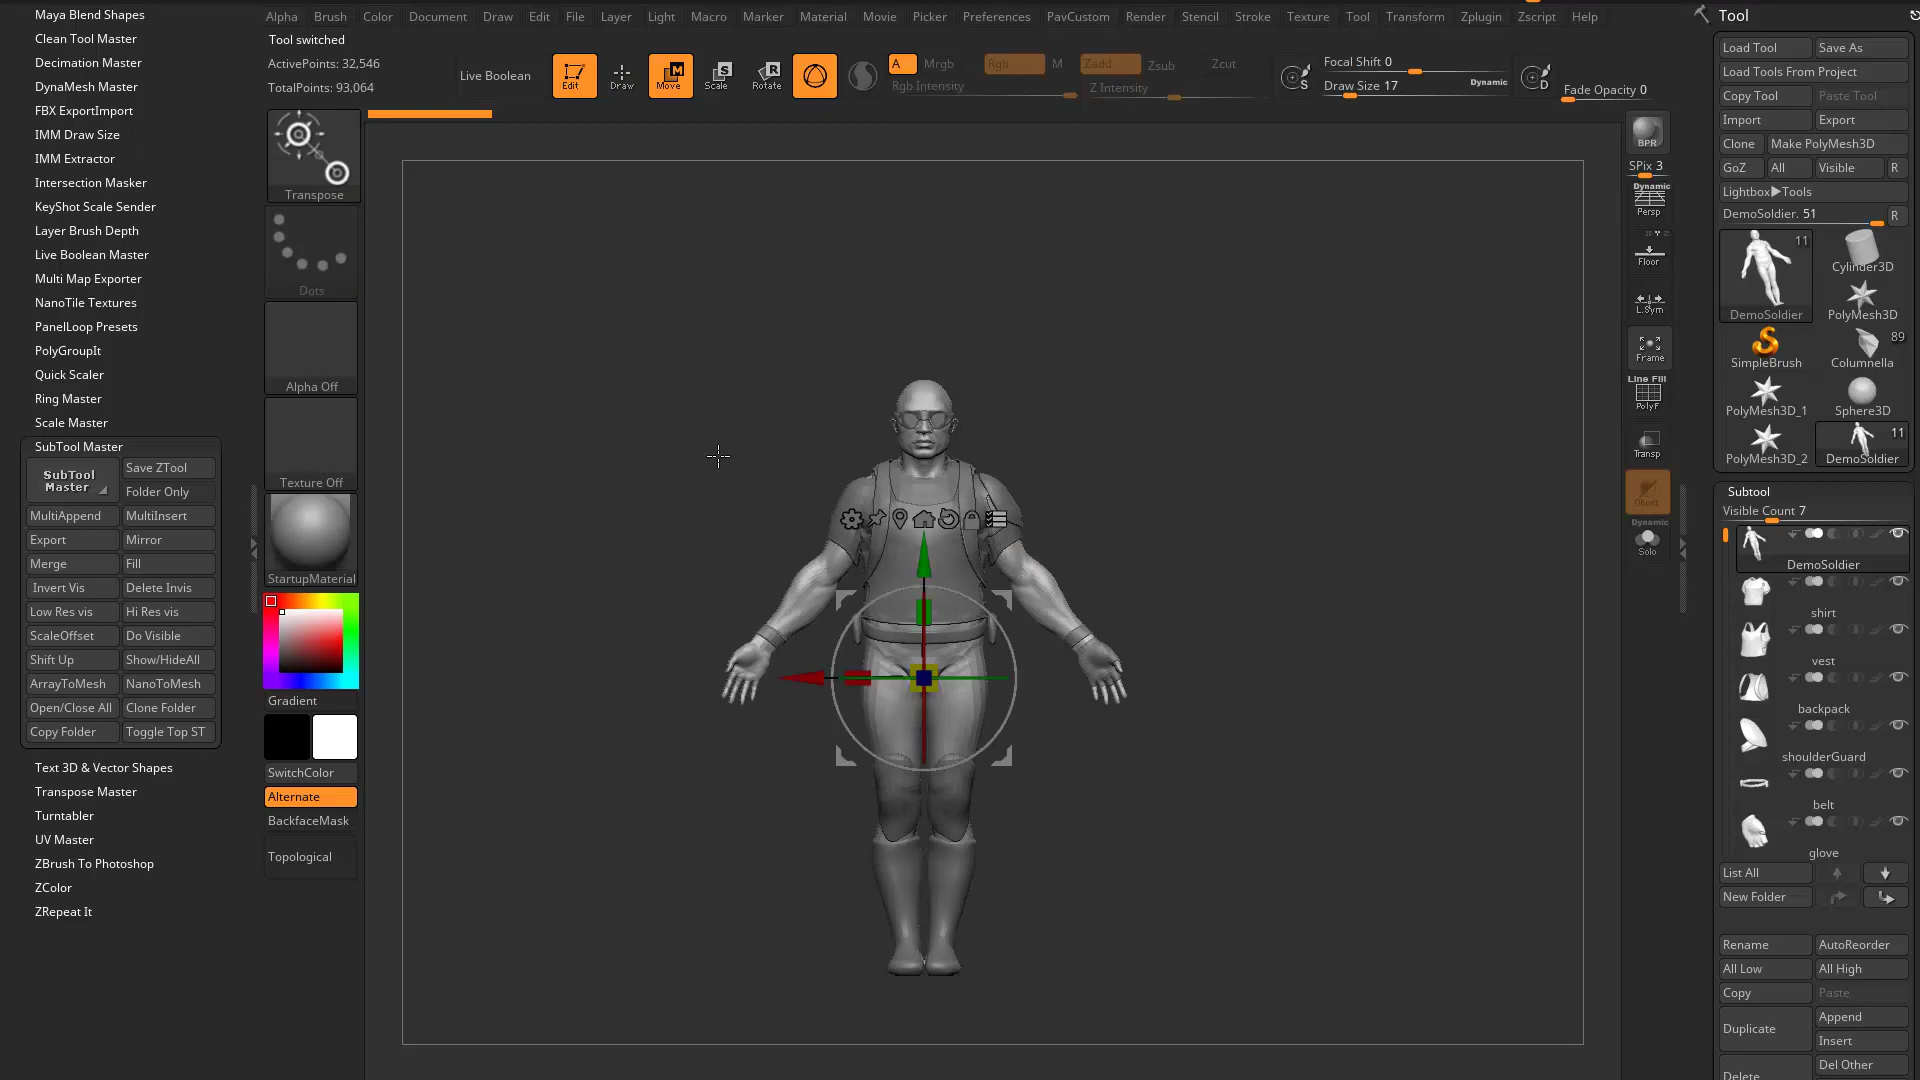 Maya Blend Shapes
Clean Tool Master
Decimation Master
DynaMesh Master
FBX ExportImport
IMM Draw Size
IMM Extractor
Intersection Masker
KeyShot Scale Sender
Layer Brush Depth
Live Boolean Master
Multi Map Exporter
NanoTile Textures
PanelLoop Presets
PolyGroupIt
Quick Scaler
Ring Master
Scale Master
SubTool Master
SubTool Master
Save ZTool
Folder Only
MultiAppend
MultiInsert
Export
Mirror
Merge
Fill
Invert Vis
Delete Invis
Low Res vis
Hi Res vis
ScaleOffset
Do Visible
Shift Up
Show/HideAll
ArrayToMesh
NanoToMesh
Open/Close All
Clone Folder
Copy Folder
Toggle Top ST
Text 3D & Vector Shapes
Transpose Master
Turntabler
UV Master
ZBrush To Photoshop
ZColor
ZRepeat It
Alpha Brush Color Document Draw Edit File Layer Light Macro Marker Material Movie Picker Preferences PavCustom Render Stencil Stroke Texture Tool Transform Zplugin Zscript Help
Tool switched
ActivePoints: 32,546
TotalPoints: 93,064
Live Boolean
Edit
Draw
M
Move
S
Scale
R
Rotate
A
Mrgb
Rgb
M
Zadd
Zsub
Zcut
Rgb Intensity
Z Intensity
S
Focal Shift 0
Draw Size 17
Dynamic
D
Fade Opacity 0
Transpose
Dots
Alpha Off
Texture Off
StartupMaterial
Gradient
SwitchColor
Alternate
BackfaceMask
Topological
BPR
SPix 3
Dynamic
Persp
Floor
L.Sym
Frame
Line Fill
PolyF
Transp
Ghost
Dynamic
Solo
Tool
Load Tool
Save As
Load Tools From Project
Copy Tool
Paste Tool
Import
Export
Clone
Make PolyMesh3D
GoZ
All
Visible
R
Lightbox▶Tools
DemoSoldier. 51
R
11
DemoSoldier
Cylinder3D
PolyMesh3D
SimpleBrush
89
Columnella
PolyMesh3D_1
Sphere3D
PolyMesh3D_2
11
DemoSoldier
Subtool
Visible Count 7
DemoSoldier
shirt
vest
backpack
shoulderGuard
belt
glove
List All
New Folder
Rename
AutoReorder
All Low
All High
Copy
Paste
Duplicate
Append
Insert
Delete
Del Other